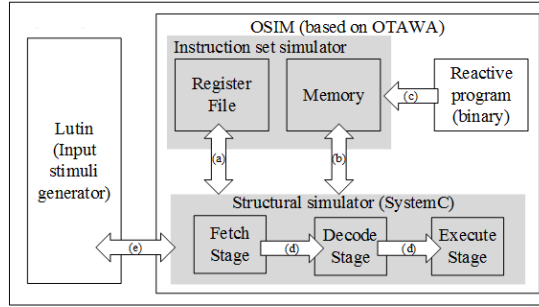 OSIM (based on OTAWA)
Instruction set simulator
Register
File
Memory
Reactive
program
(binary)
(c)
Lutin
(Input
stimuli
generator)
(a)
(b)
Structural simulator (SystemC)
(e)
Fetch
Stage
(d)
Decode
Stage
(d)
Execute
Stage